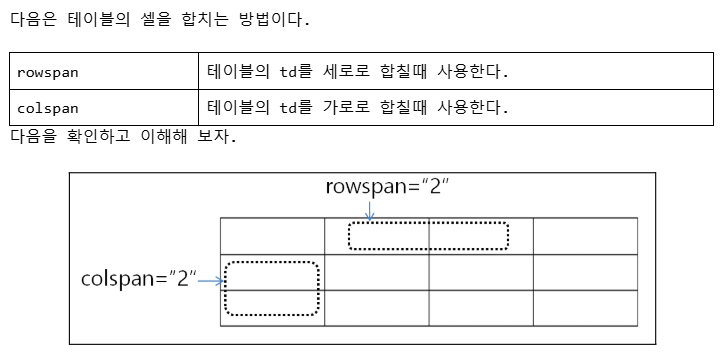 다음은 테이블의 셀을 합치는 방법이다.
rowspan 테이블의 td를 세로로 합칠때 사용한다.
colspan 테이블의 td를 가로로 합칠때 사용한다.
다음을 확인하고 이해해 보자.
rowspan="2"
colspan="2"